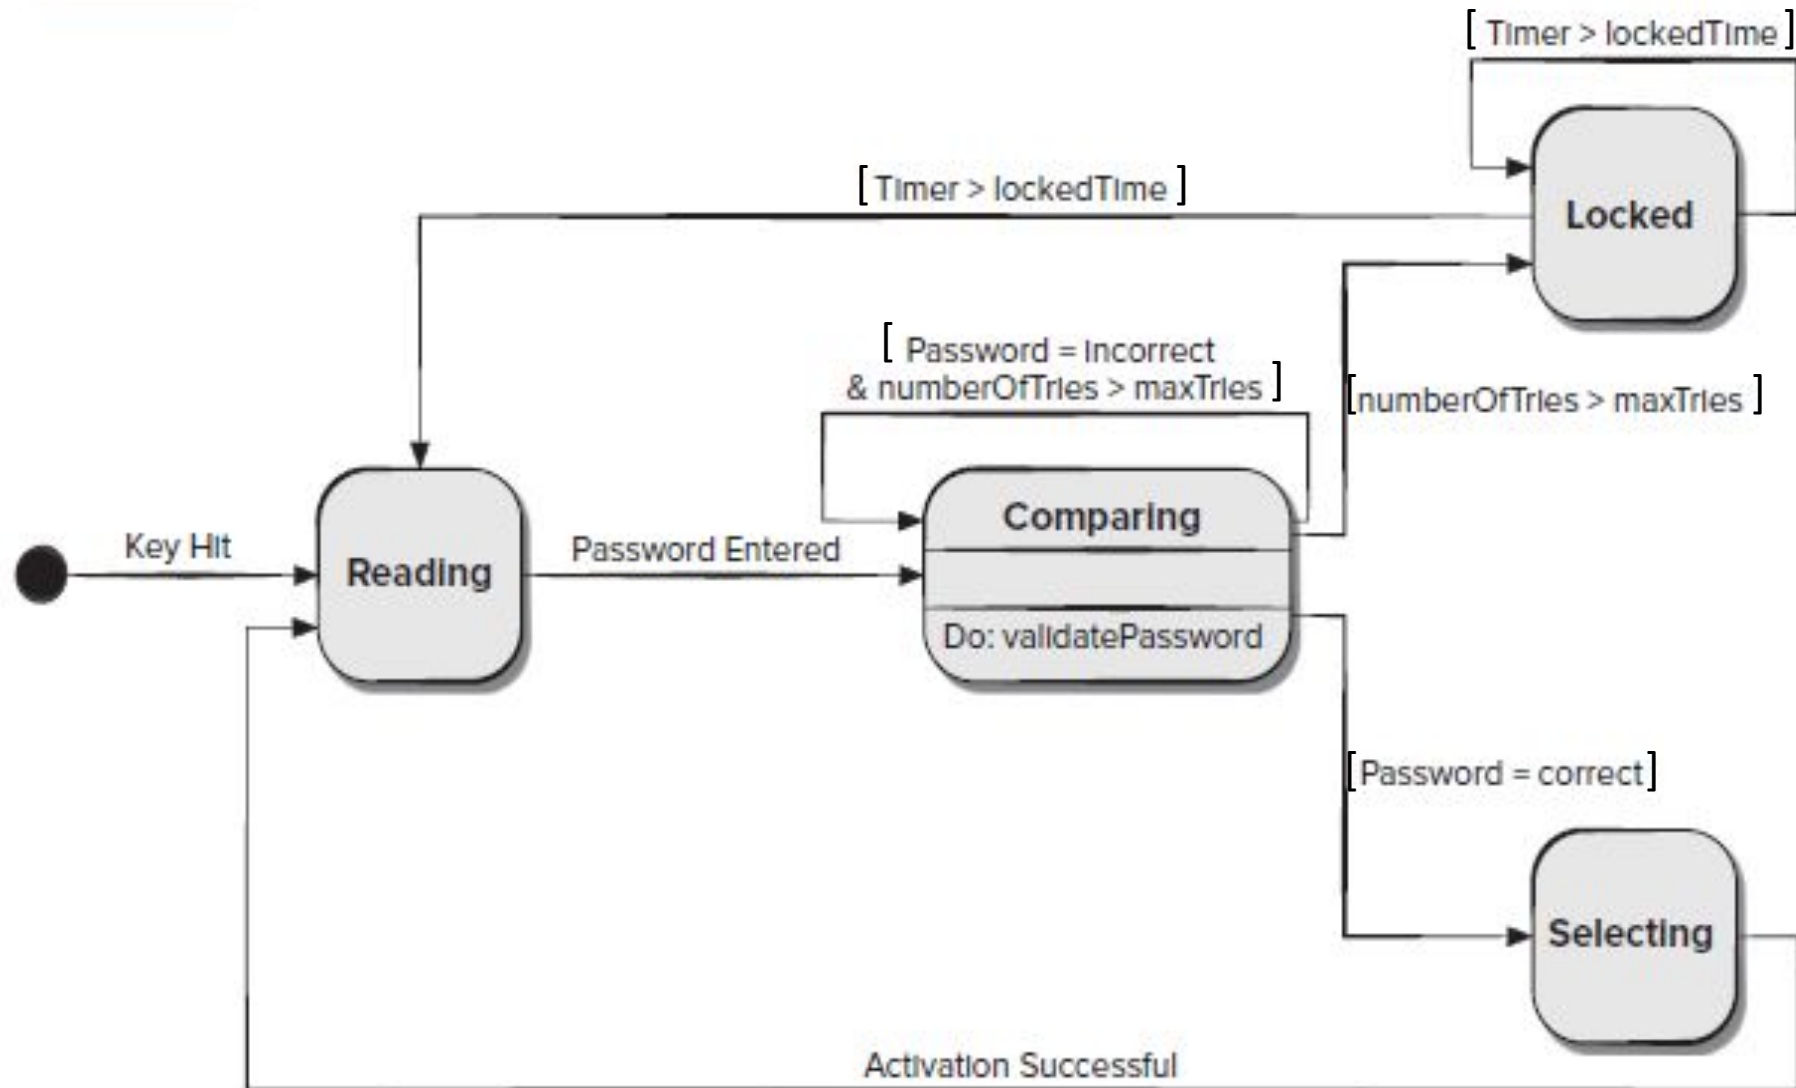 [ Timer > lockedTime ]
[ Timer > lockedTime ]
Locked
[ Password = Incorrect
& numberOfTries > maxTries ]
[numberOfTries > maxTries ]
Comparing
Key Hit
Password Entered
Reading
Do: validatePassword
[Password = correct]
Selecting
Activation Successful